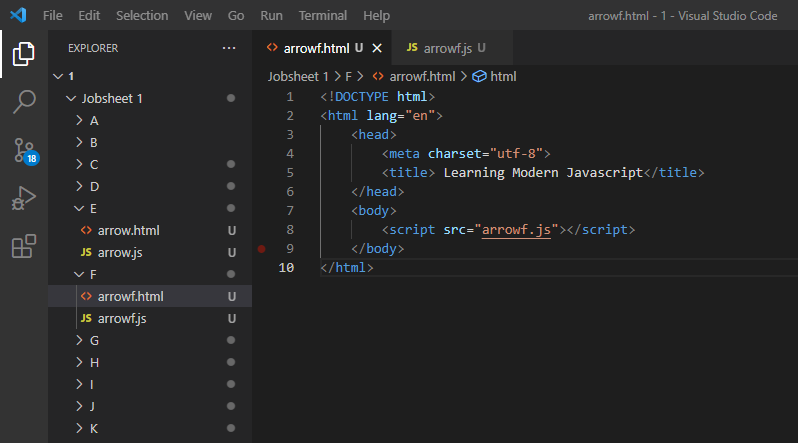 File Edit Selection View Go Run Terminal Help arrowf.html - 1 - Visual Studio Code
EXPLORER ···
1
Jobsheet 1
A
B
C
D
E
arrow.html U
JS arrow.js U
F
arrowf.html U
JS arrowf.js U
G
H
I
J
K
18
arrowf.html U JS arrowf.js U
Jobsheet 1 > F > arrowf.html > html
1 <!DOCTYPE html>
2 <html lang="en">
3 <head>
4 <meta charset="utf-8">
5 <title> Learning Modern Javascript</title>
6 </head>
7 <body>
8 <script src="arrowf.js"></script>
9 </body>
10 </html>